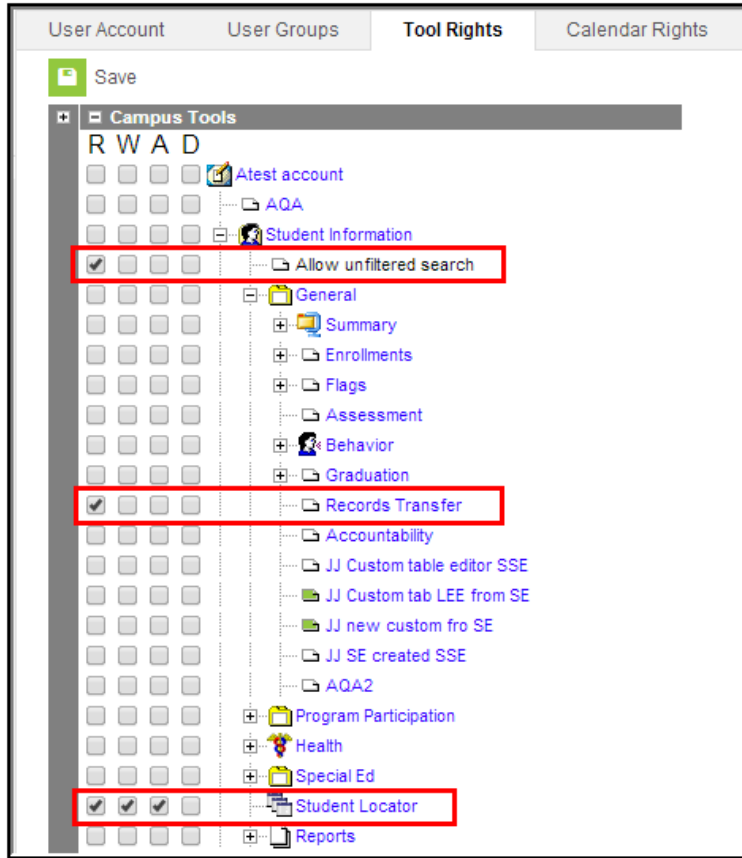 User Account User Groups Tool Rights Calendar Rights
Save
Campus Tools
R W A D
Atest account
AQA
Student Information
Allow unfiltered search
General
Summary
Enrollments
Flags
Assessment
Behavior
Graduation
Records Transfer
Accountability
JJ Custom table editor SSE
JJ Custom tab LEE from SE
JJ new custom fro SE
JJ SE created SSE
AQA2
Program Participation
Health
Special Ed
Student Locator
Reports